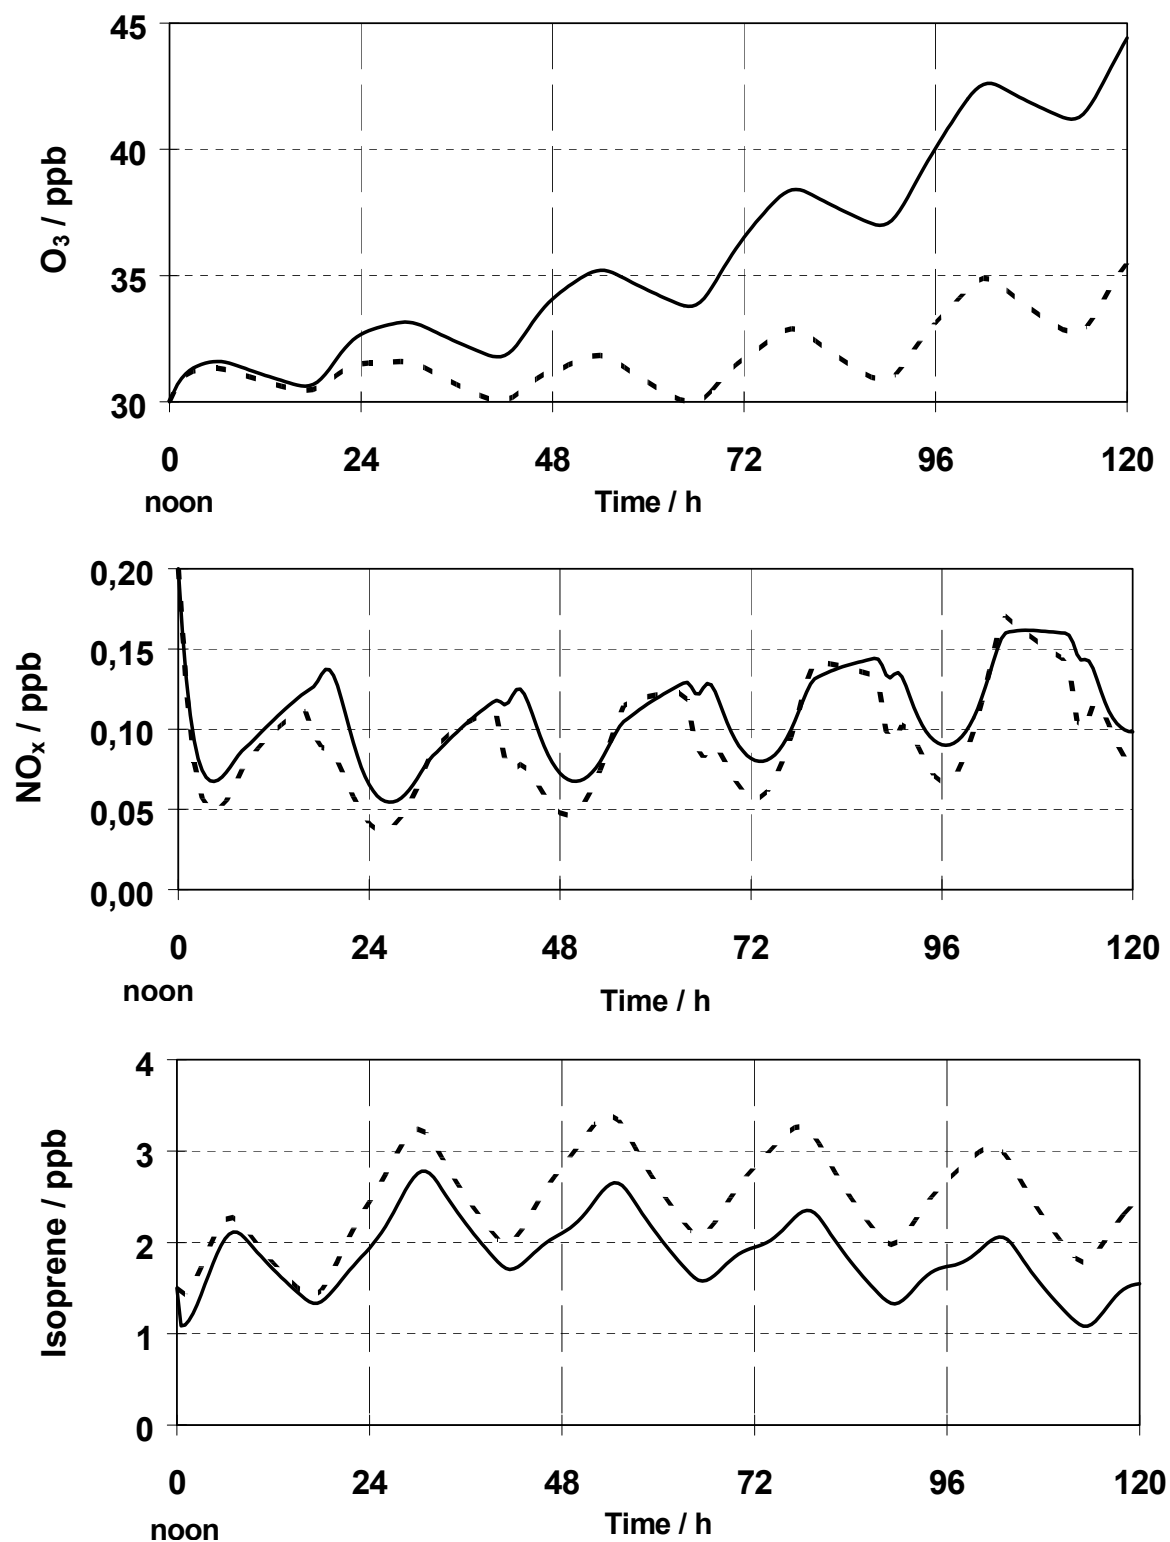 45
40
35
30
O₃ / ppb
0 24 48 72 96 120
noon Time / h
0,20
0,15
0,10
0,05
0,00
NOₓ / ppb
0 24 48 72 96 120
noon Time / h
4
3
2
1
0
Isoprene / ppb
0 24 48 72 96 120
noon Time / h